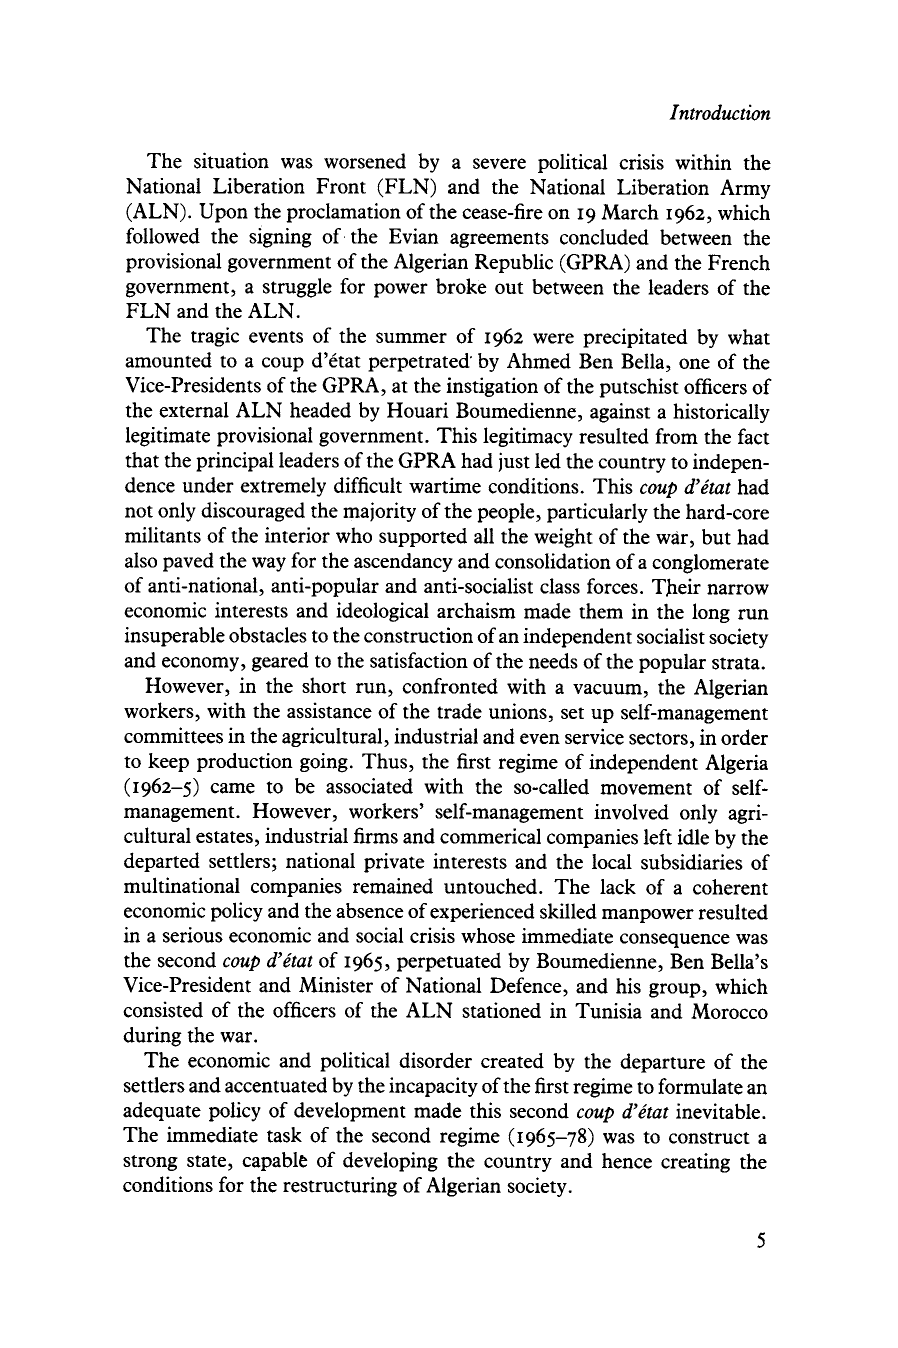 Introduction
The situation was worsened by a severe political crisis within the
National Liberation Front (FLN) and the National Liberation Army
(ALN). Upon the proclamation of the cease-fire on 19 March 1962, which
followed the signing of the Evian agreements concluded between the
provisional government of the Algerian Republic (GPRA) and the French
government, a struggle for power broke out between the leaders of the
FLN and the ALN.
The tragic events of the summer of 1962 were precipitated by what
amounted to a coup d'état perpetrated by Ahmed Ben Bella, one of the
Vice-Presidents of the GPRA, at the instigation of the putschist officers of
the external ALN headed by Houari Boumedienne, against a historically
legitimate provisional government. This legitimacy resulted from the fact
that the principal leaders of the GPRA had just led the country to indepen-
dence under extremely difficult wartime conditions. This coup d'état had
not only discouraged the majority of the people, particularly the hard-core
militants of the interior who supported all the weight of the war, but had
also paved the way for the ascendancy and consolidation of a conglomerate
of anti-national, anti-popular and anti-socialist class forces. Their narrow
economic interests and ideological archaism made them in the long run
insuperable obstacles to the construction of an independent socialist society
and economy, geared to the satisfaction of the needs of the popular strata.
However, in the short run, confronted with a vacuum, the Algerian
workers, with the assistance of the trade unions, set up self-management
committees in the agricultural, industrial and even service sectors, in order
to keep production going. Thus, the first regime of independent Algeria
(1962–5) came to be associated with the so-called movement of self-
management. However, workers' self-management involved only agri-
cultural estates, industrial firms and commerical companies left idle by the
departed settlers; national private interests and the local subsidiaries of
multinational companies remained untouched. The lack of a coherent
economic policy and the absence of experienced skilled manpower resulted
in a serious economic and social crisis whose immediate consequence was
the second coup d'état of 1965, perpetuated by Boumedienne, Ben Bella's
Vice-President and Minister of National Defence, and his group, which
consisted of the officers of the ALN stationed in Tunisia and Morocco
during the war.
The economic and political disorder created by the departure of the
settlers and accentuated by the incapacity of the first regime to formulate an
adequate policy of development made this second coup d'état inevitable.
The immediate task of the second regime (1965–78) was to construct a
strong state, capable of developing the country and hence creating the
conditions for the restructuring of Algerian society.
5